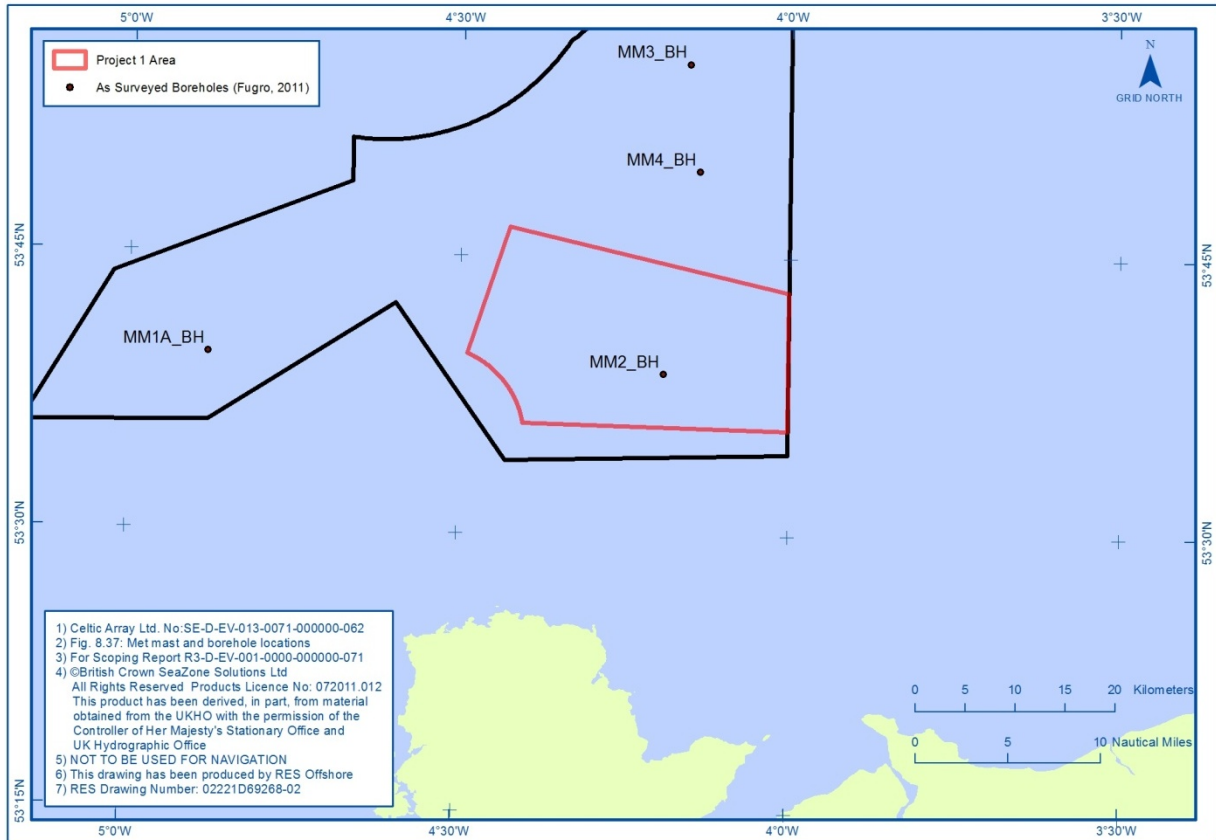 5°0'W
4°30'W
4°0'W
3°30'W
Project 1 Area
As Surveyed Boreholes (Fugro, 2011)
MM3_BH
N
GRID NORTH
MM4_BH
53°45'N
53°45'N
MM1A_BH
MM2_BH
53°30'N
53°30'N
1) Celtic Array Ltd. No:SE-D-EV-013-0071-000000-062
2) Fig. 8.37: Met mast and borehole locations
3) For Scoping Report R3-D-EV-001-0000-000000-071
4) ©British Crown SeaZone Solutions Ltd
All Rights Reserved Products Licence No: 072011.012
This product has been derived, in part, from material
obtained from the UKHO with the permission of the
Controller of Her Majesty's Stationary Office and
UK Hydrographic Office
5) NOT TO BE USED FOR NAVIGATION
6) This drawing has been produced by RES Offshore
7) RES Drawing Number: 02221D69268-02
0 5 10 15 20 Kilometers
0 5 10 Nautical Miles
53°15'N
53°15'N
5°0'W
4°30'W
4°0'W
3°30'W